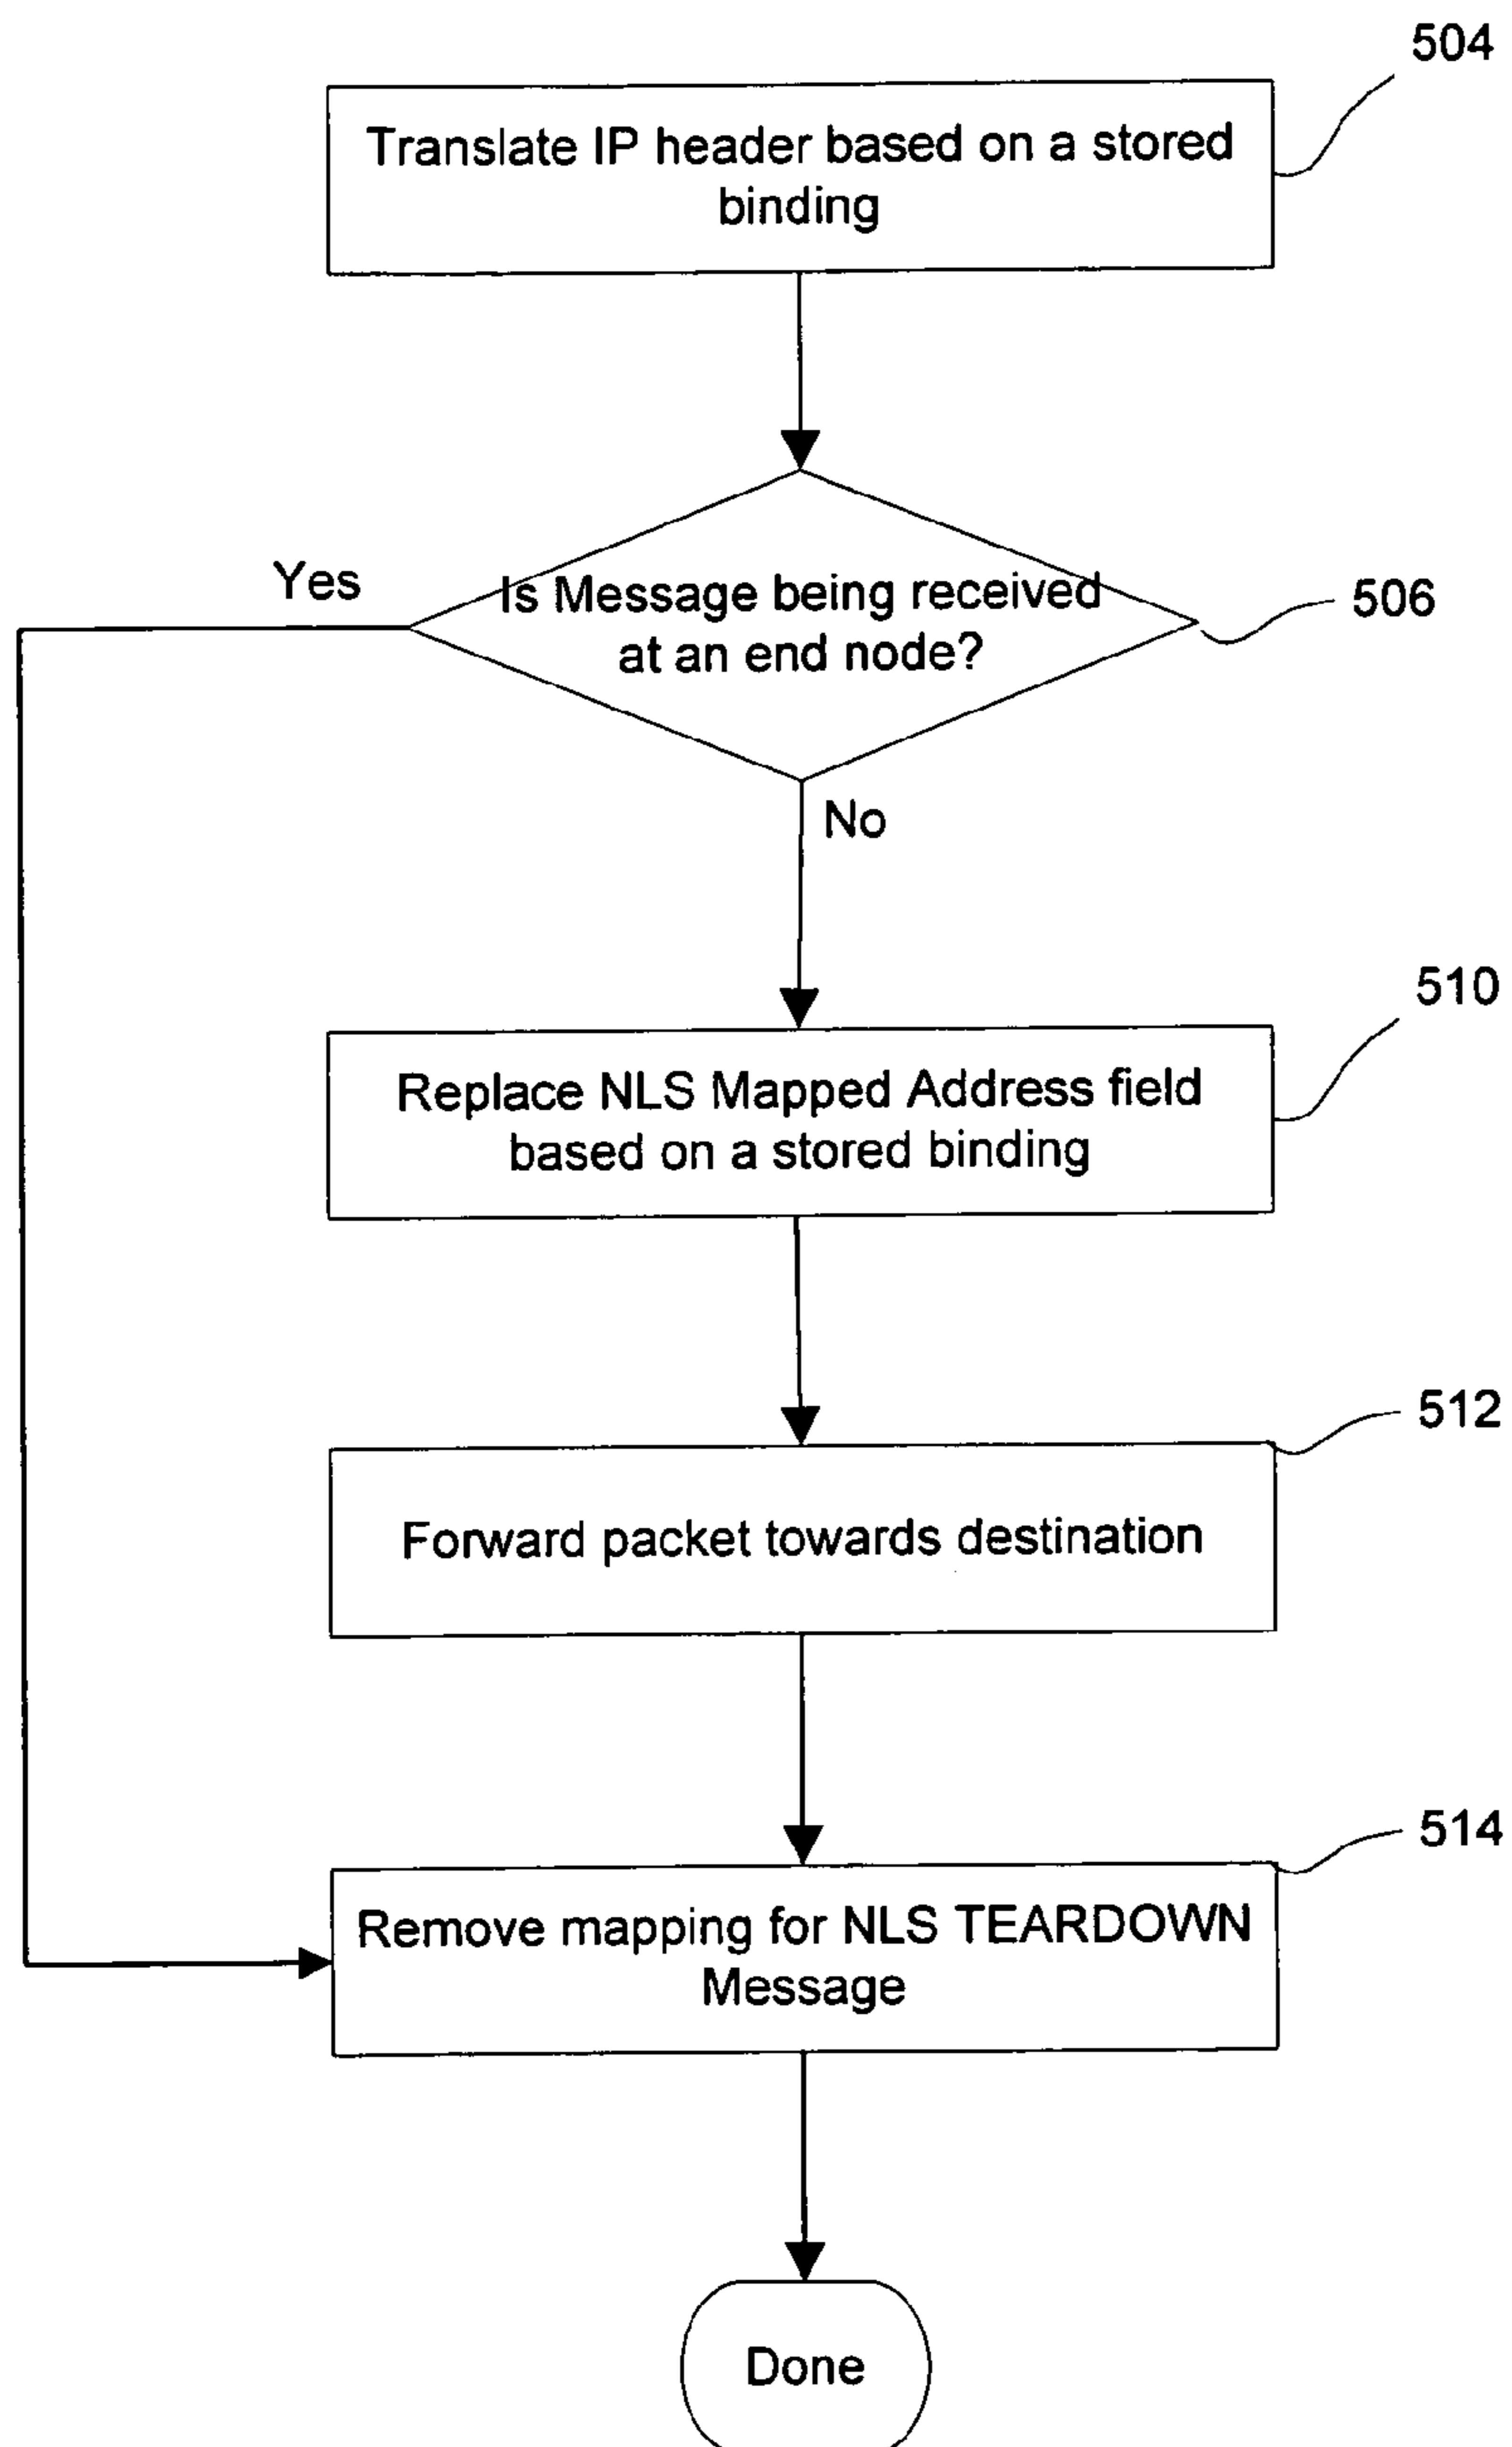 504
Translate IP header based on a stored
binding
Yes
Is Message being received
at an end node?
506
No
510
Replace NLS Mapped Address field
based on a stored binding
512
Forward packet towards destination
514
Remove mapping for NLS TEARDOWN
Message
Done